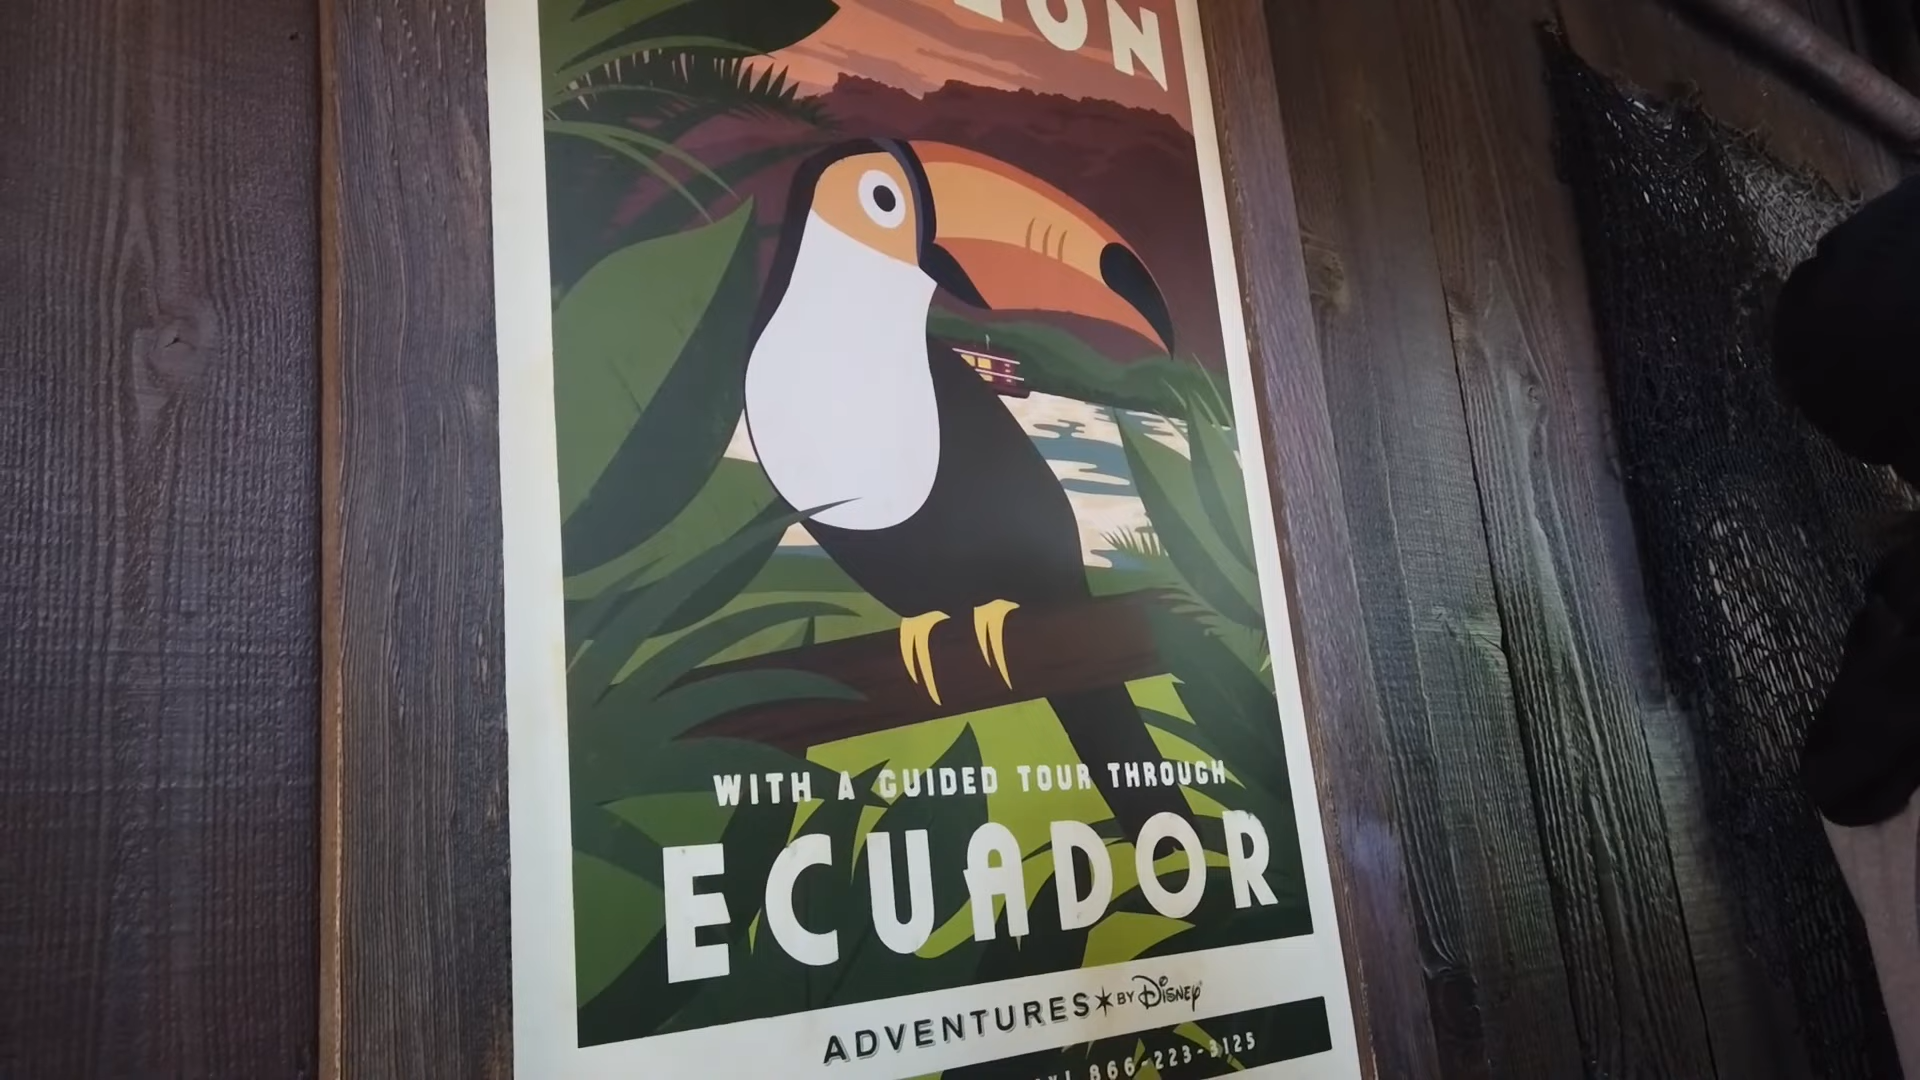 WITH A GUIDED TOUR THROUGH
ECUADOR
ADVENTURES BY DISNEY
866-223-3125